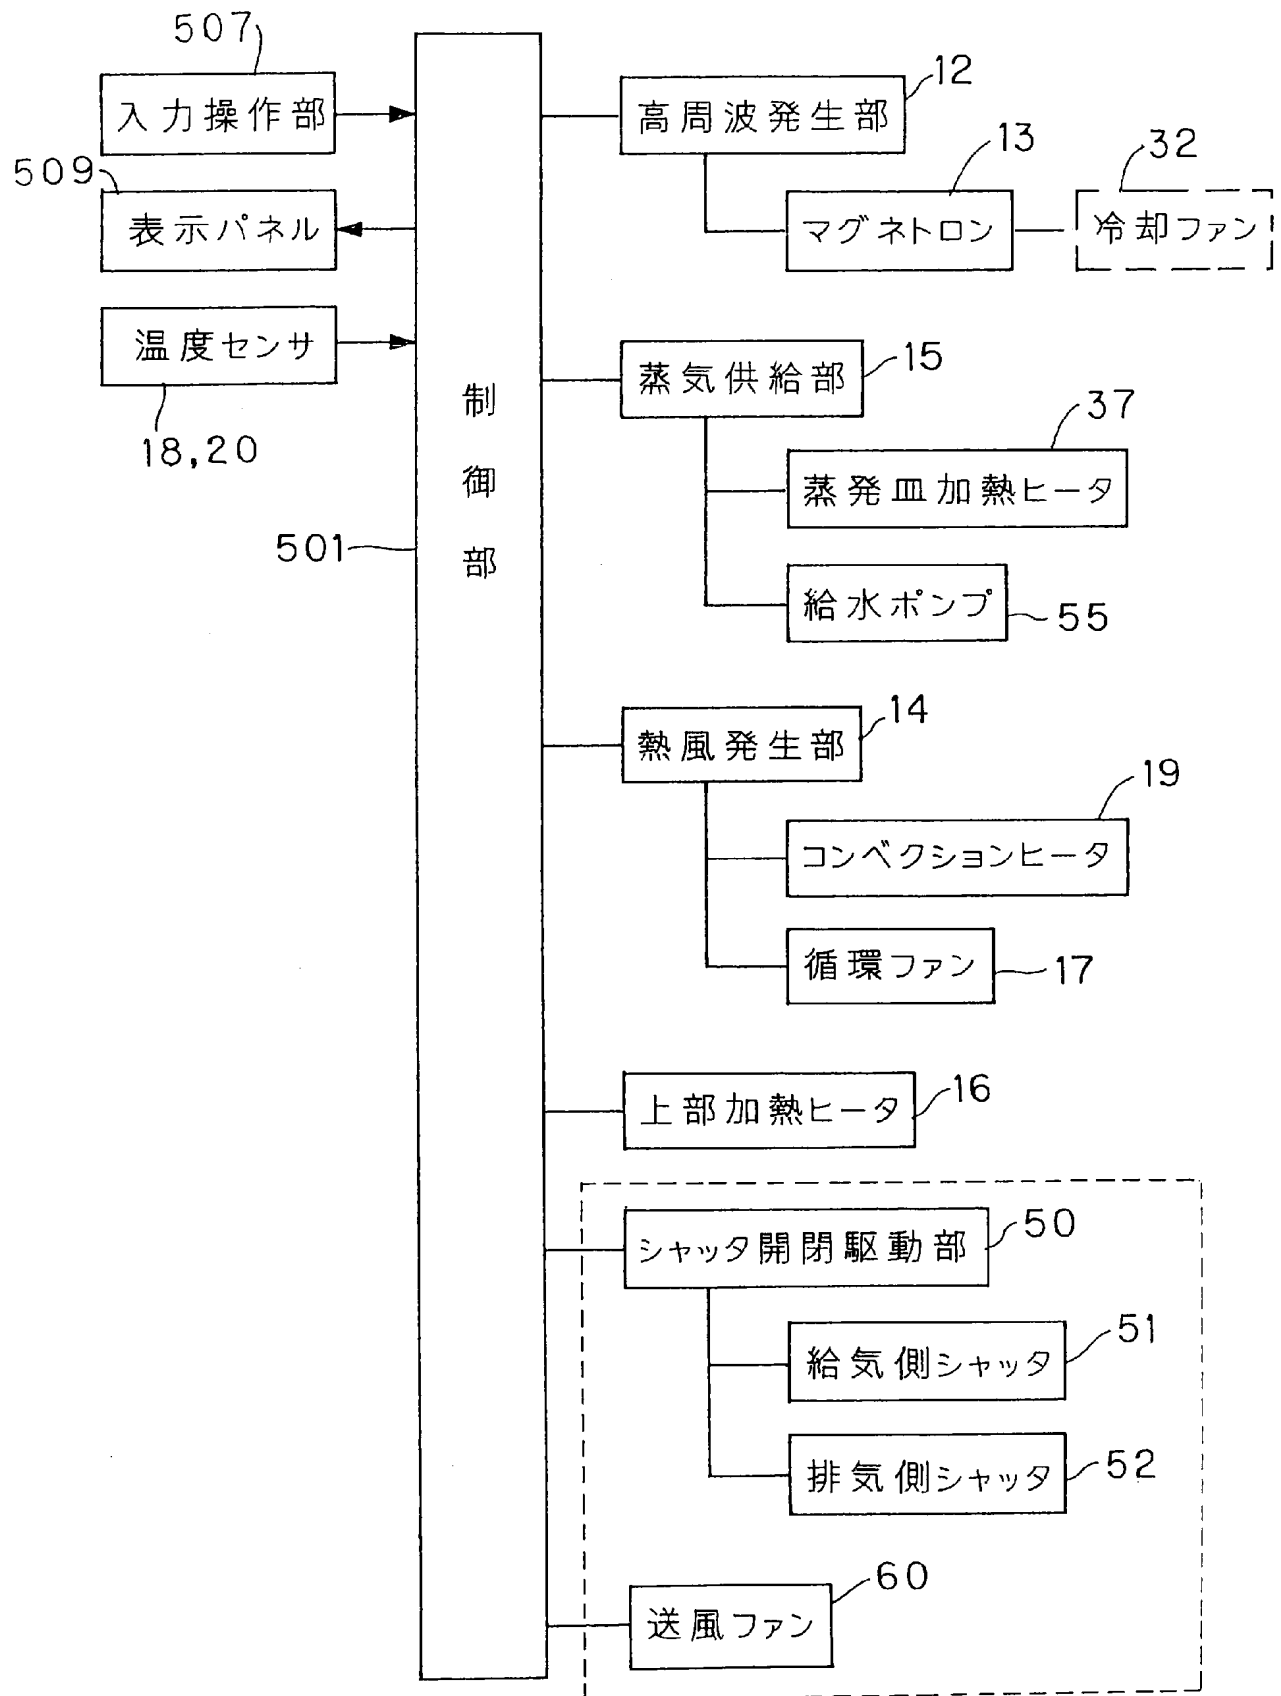 507
入力操作部
509
表示パネル
温度センサ
18,20
制御部
501
高周波発生部
12
マグネトロン
13
冷却ファン
32
蒸気供給部
15
蒸発皿加熱ヒータ
37
給水ポンプ
55
熱風発生部
14
コンベクションヒータ
19
循環ファン
17
上部加熱ヒータ
16
シャッタ開閉駆動部
50
給気側シャッタ
51
排気側シャッタ
52
送風ファン
60